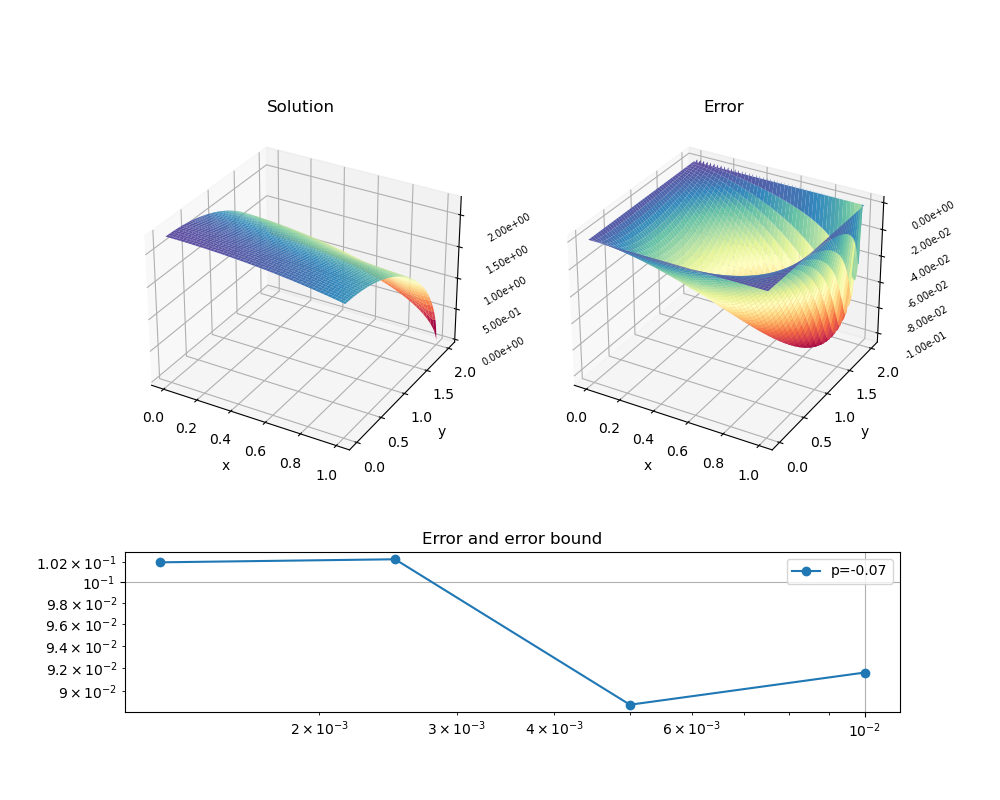 Solution
2.00e+00
1.50e+00
1.00e+00
5.00e-01
0.00e+00
0.0
0.2
0.4
0.6
0.8
1.0
x
0.0
0.5
1.0
1.5
2.0
y
Error
0.00e+00
-2.00e-02
-4.00e-02
-6.00e-02
-8.00e-02
-1.00e-01
0.0
0.2
0.4
0.6
0.8
1.0
x
0.0
0.5
1.0
1.5
2.0
y
Error and error bound
p=-0.07
1.02 × 10⁻¹
10⁻¹
9.8 × 10⁻²
9.6 × 10⁻²
9.4 × 10⁻²
9.2 × 10⁻²
9 × 10⁻²
2 × 10⁻³ 3 × 10⁻³ 4 × 10⁻³ 6 × 10⁻³ 10⁻²